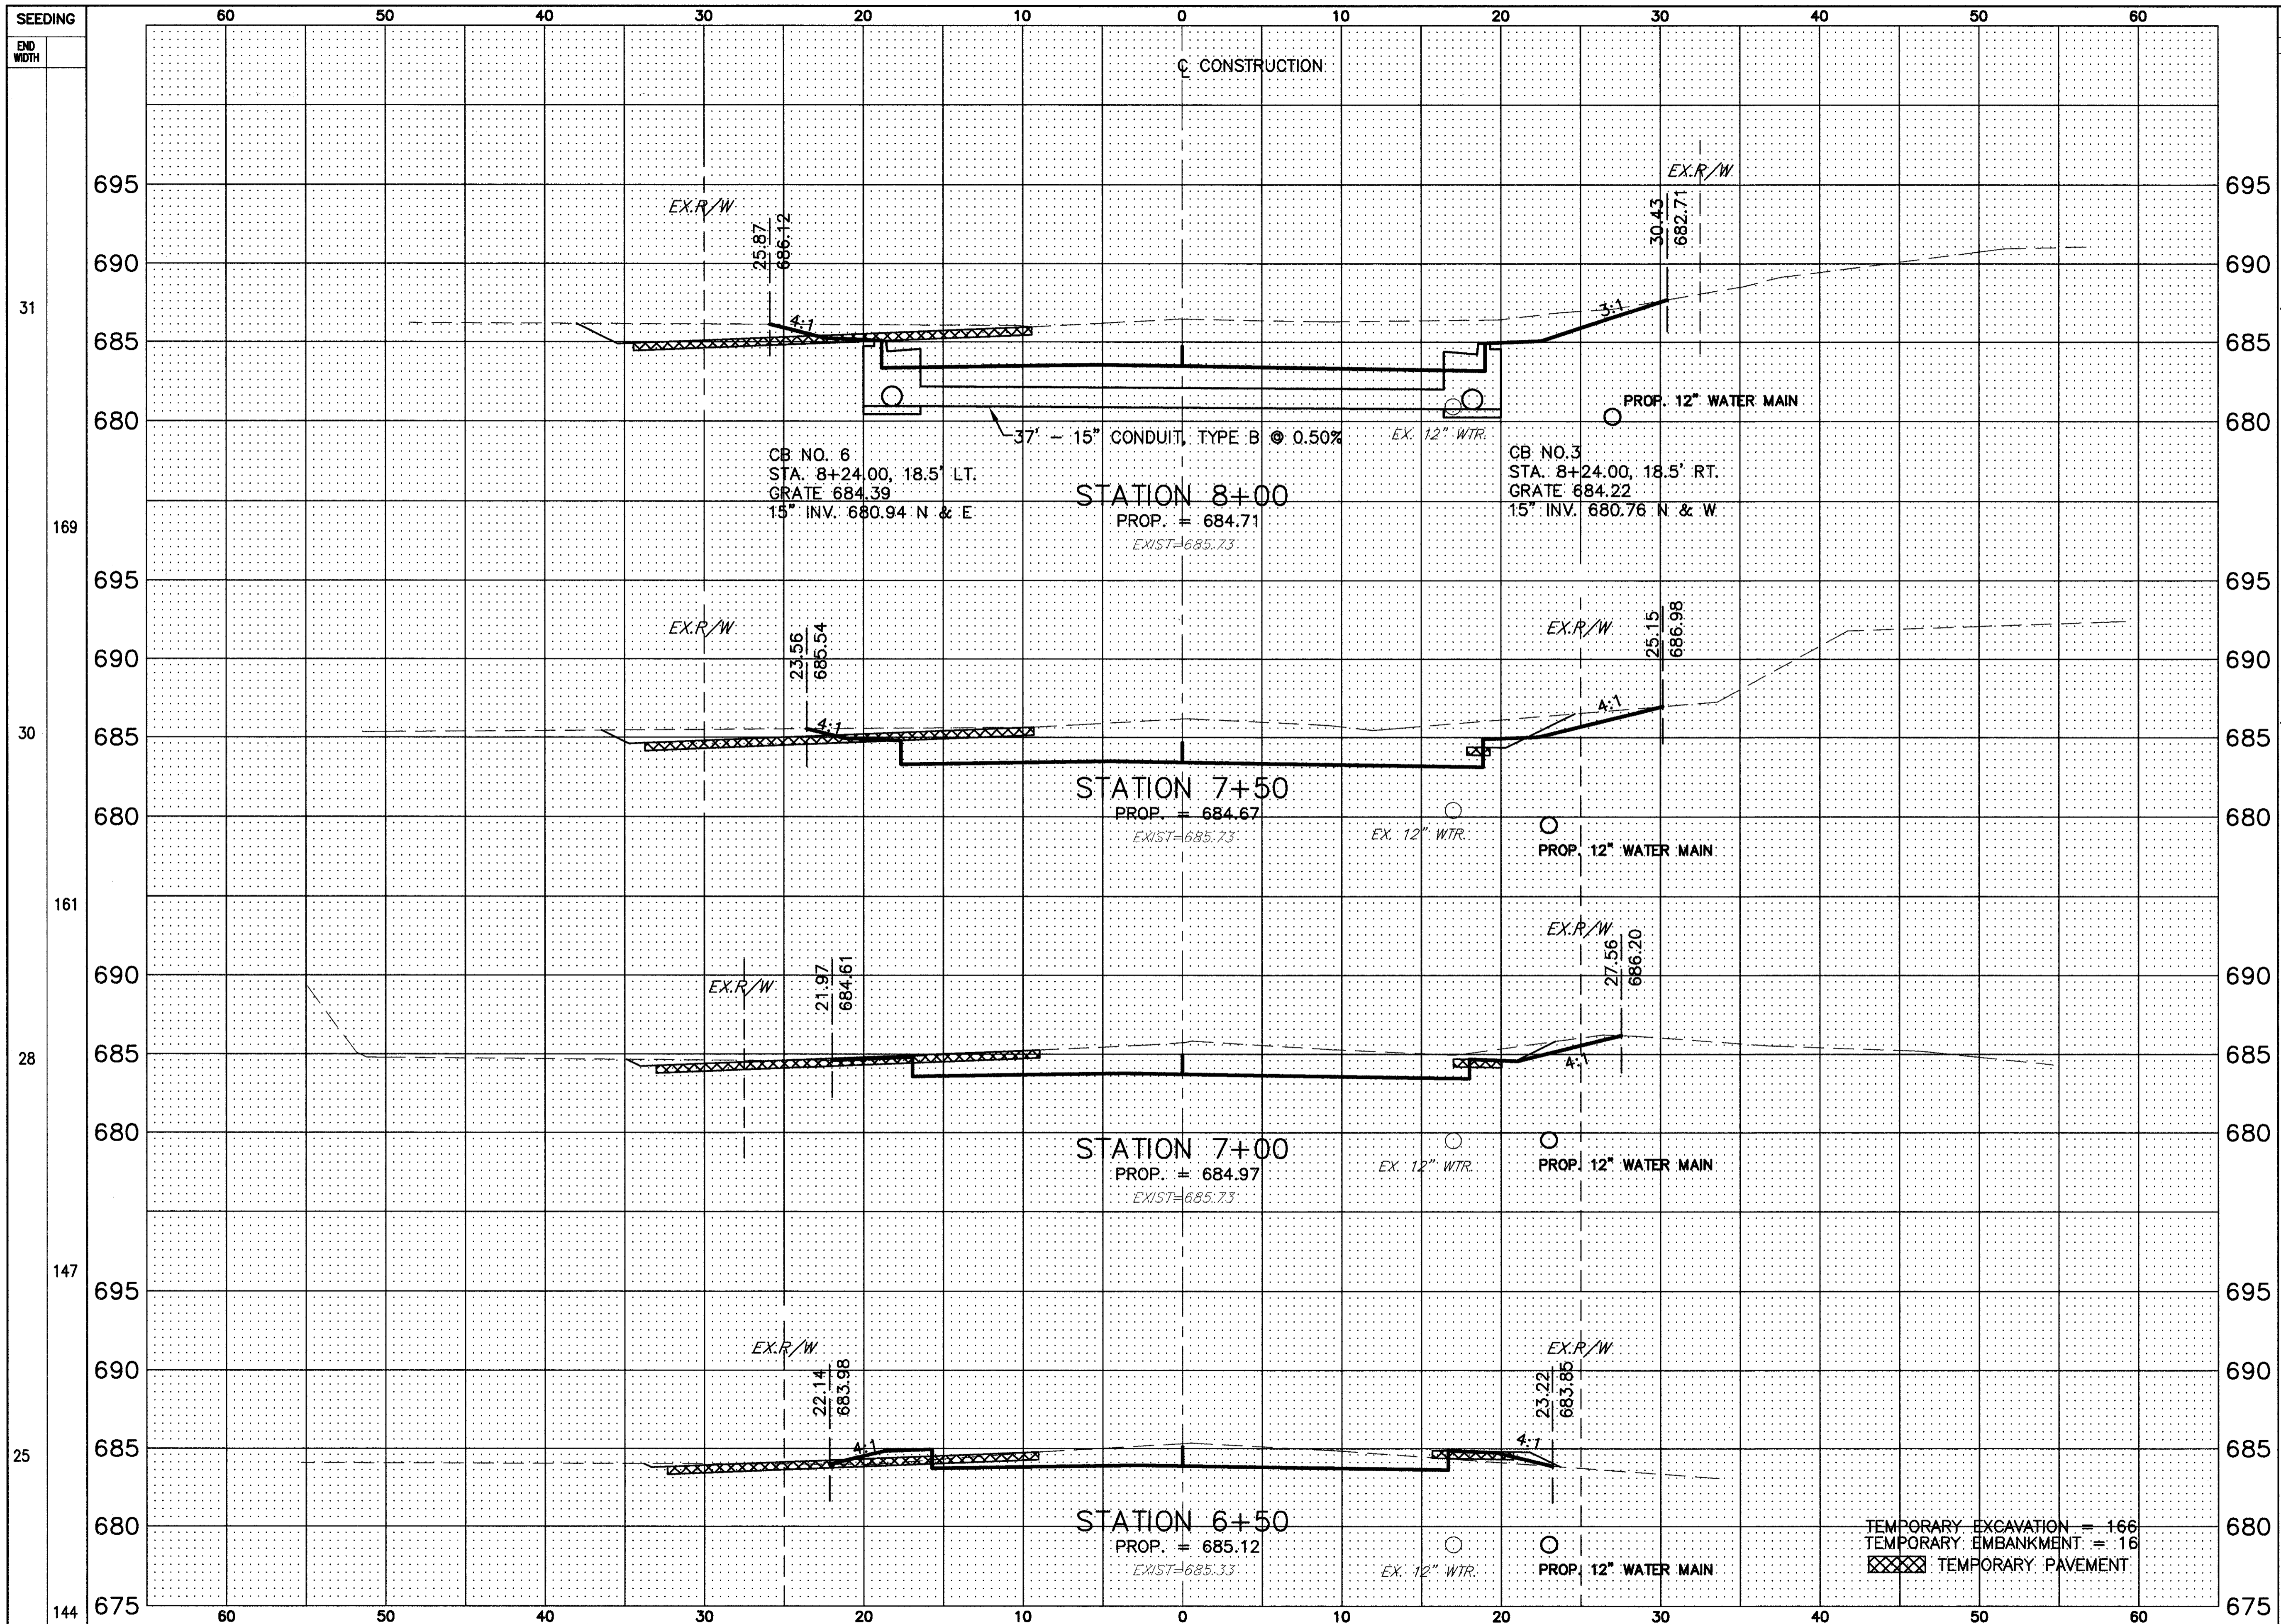 SEEDING
END
WIDTH
60 50 40 30 20 10 0 10 20 30 40 50 60
℄ CONSTRUCTION
31
169
30
161
28
147
25
144
695
690
685
680
EX.R/W
25.87
686.12
4:1
EX.R/W
30.43
682.71
3:1
695
690
685
680
PROP. 12" WATER MAIN
37' - 15" CONDUIT, TYPE B @ 0.50%
EX. 12" WTR.
CB NO. 6
STA. 8+24.00, 18.5' LT.
GRATE 684.39
15" INV. 680.94 N & E
STATION 8+00
PROP. = 684.71
EXIST=685.73
CB NO.3
STA. 8+24.00, 18.5' RT.
GRATE 684.22
15" INV. 680.76 N & W
695
690
685
680
EX.R/W
23.56
685.54
4:1
EX.R/W
25.15
686.98
4:1
695
690
685
680
STATION 7+50
PROP. = 684.67
EXIST=685.73
EX. 12" WTR.
PROP. 12" WATER MAIN
690
685
680
EX.R/W
21.97
684.61
EX.R/W
27.56
686.20
4:1
690
685
680
STATION 7+00
PROP. = 684.97
EXIST=685.73
EX. 12" WTR.
PROP. 12" WATER MAIN
695
690
685
680
675
EX.R/W
22.14
683.98
4:1
EX.R/W
23.22
683.85
4:1
695
690
685
680
675
STATION 6+50
PROP. = 685.12
EXIST=685.33
EX. 12" WTR.
PROP. 12" WATER MAIN
TEMPORARY EXCAVATION = 166
TEMPORARY EMBANKMENT = 16
TEMPORARY PAVEMENT
60 50 40 30 20 10 0 10 20 30 40 50 60